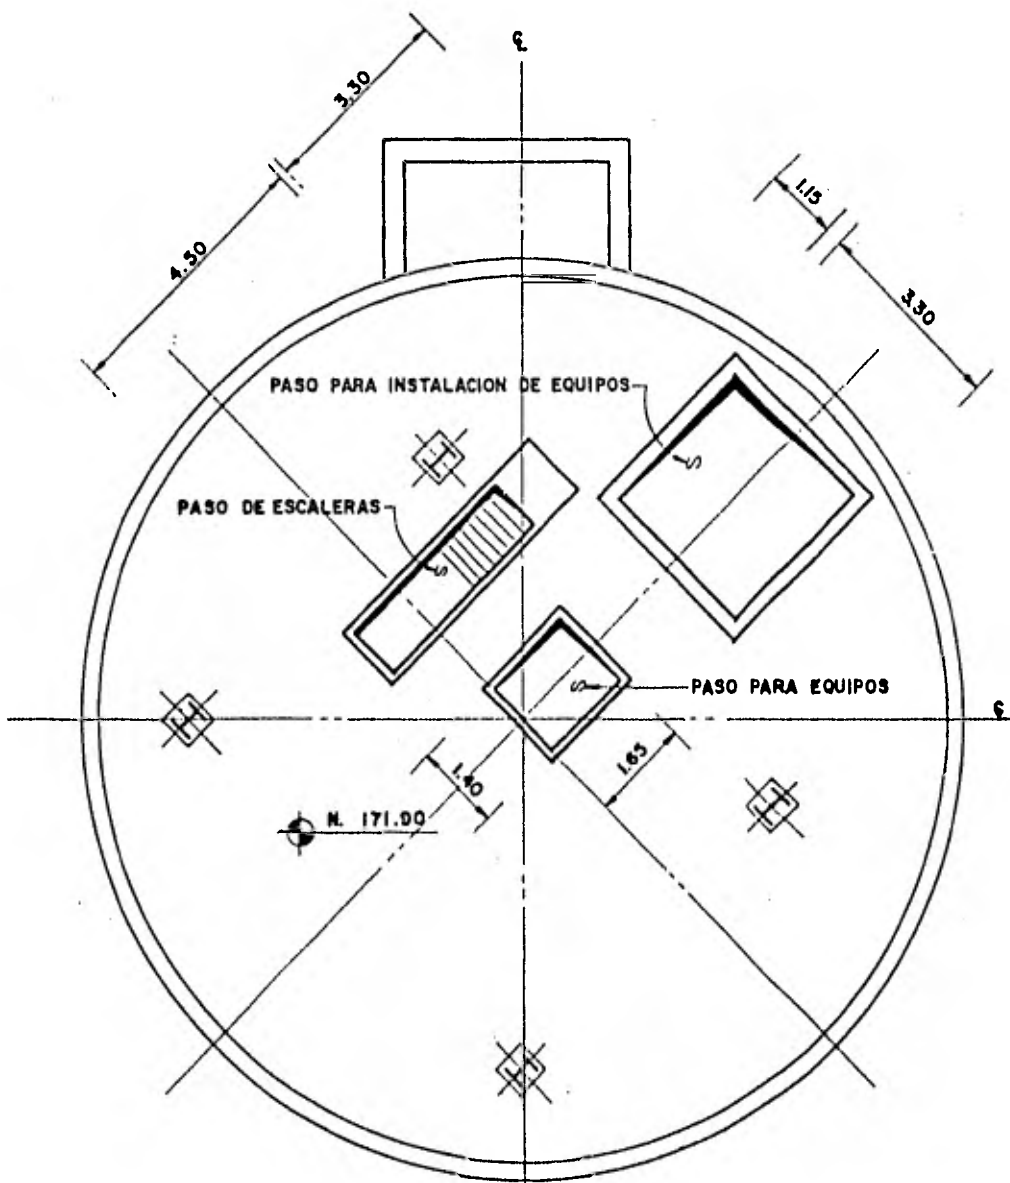 ℄
3.30
1.15
4.50
3.30
PASO PARA INSTALACION DE EQUIPOS
S
PASO DE ESCALERAS
S
S
PASO PARA EQUIPOS
℄
1.65
1.40
N. 171.90